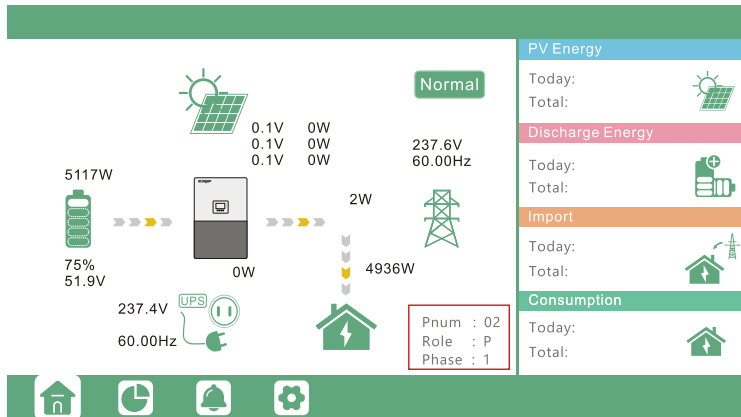 Normal
0.1V 0W
0.1V 0W
0.1V 0W
237.6V
60.00Hz
5117W
2W
75%
51.9V
0W
4936W
237.4V
UPS
60.00Hz
Pnum : 02
Role : P
Phase : 1
PV Energy
Today:
Total:
Discharge Energy
Today:
Total:
Import
Today:
Total:
Consumption
Today:
Total: